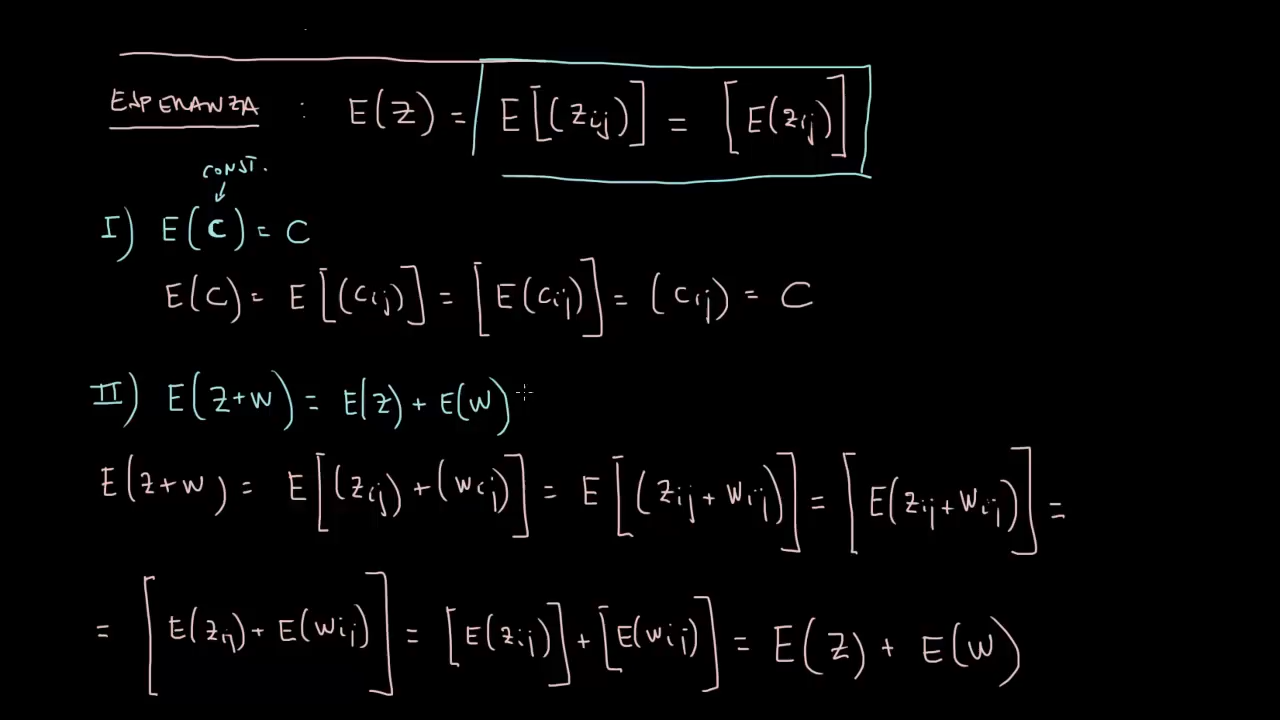 ESPERANZA : E(Z) = E[(zij)] = [E(zij)]
CONST.
I) E(C) = C
E(C) = E[(cij)] = [E(cij)] = (cij) = C
II) E(Z+W) = E(Z) + E(W)
E(Z+W) = E[(zij) + (wij)] = E[(zij + wij)] = [E(zij + wij)] =
= [E(zij) + E(wij)] = [E(zij)] + [E(wij)] = E(Z) + E(W)